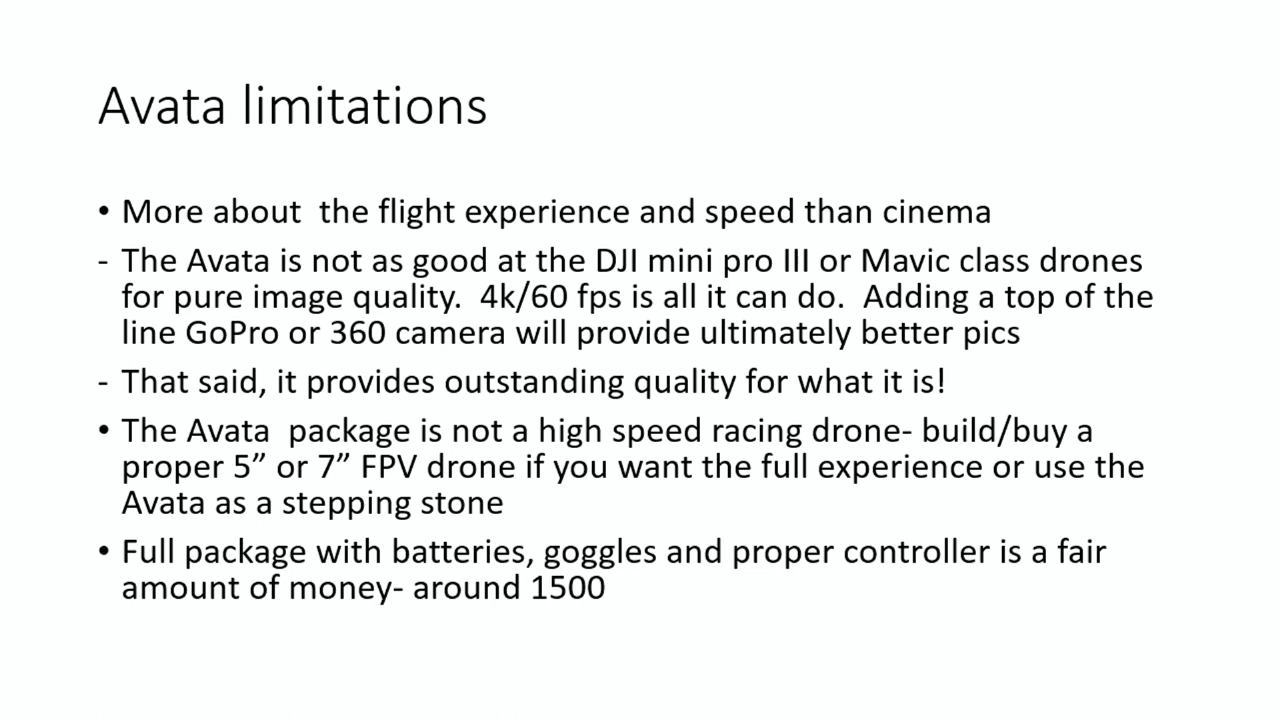 Avata limitations
• More about  the flight experience and speed than cinema
- The Avata is not as good at the DJI mini pro III or Mavic class drones
for pure image quality.  4k/60 fps is all it can do.  Adding a top of the
line GoPro or 360 camera will provide ultimately better pics
- That said, it provides outstanding quality for what it is!
• The Avata  package is not a high speed racing drone- build/buy a
proper 5” or 7” FPV drone if you want the full experience or use the
Avata as a stepping stone
• Full package with batteries, goggles and proper controller is a fair
amount of money- around 1500